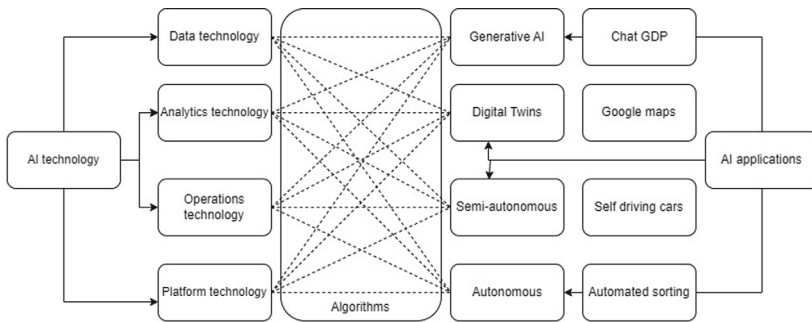 Data technology
Generative AI
Chat GDP
Analytics technology
Digital Twins
Google maps
AI technology
AI applications
Operations
technology
Semi-autonomous
Self driving cars
Platform technology
Algorithms
Autonomous
Automated sorting